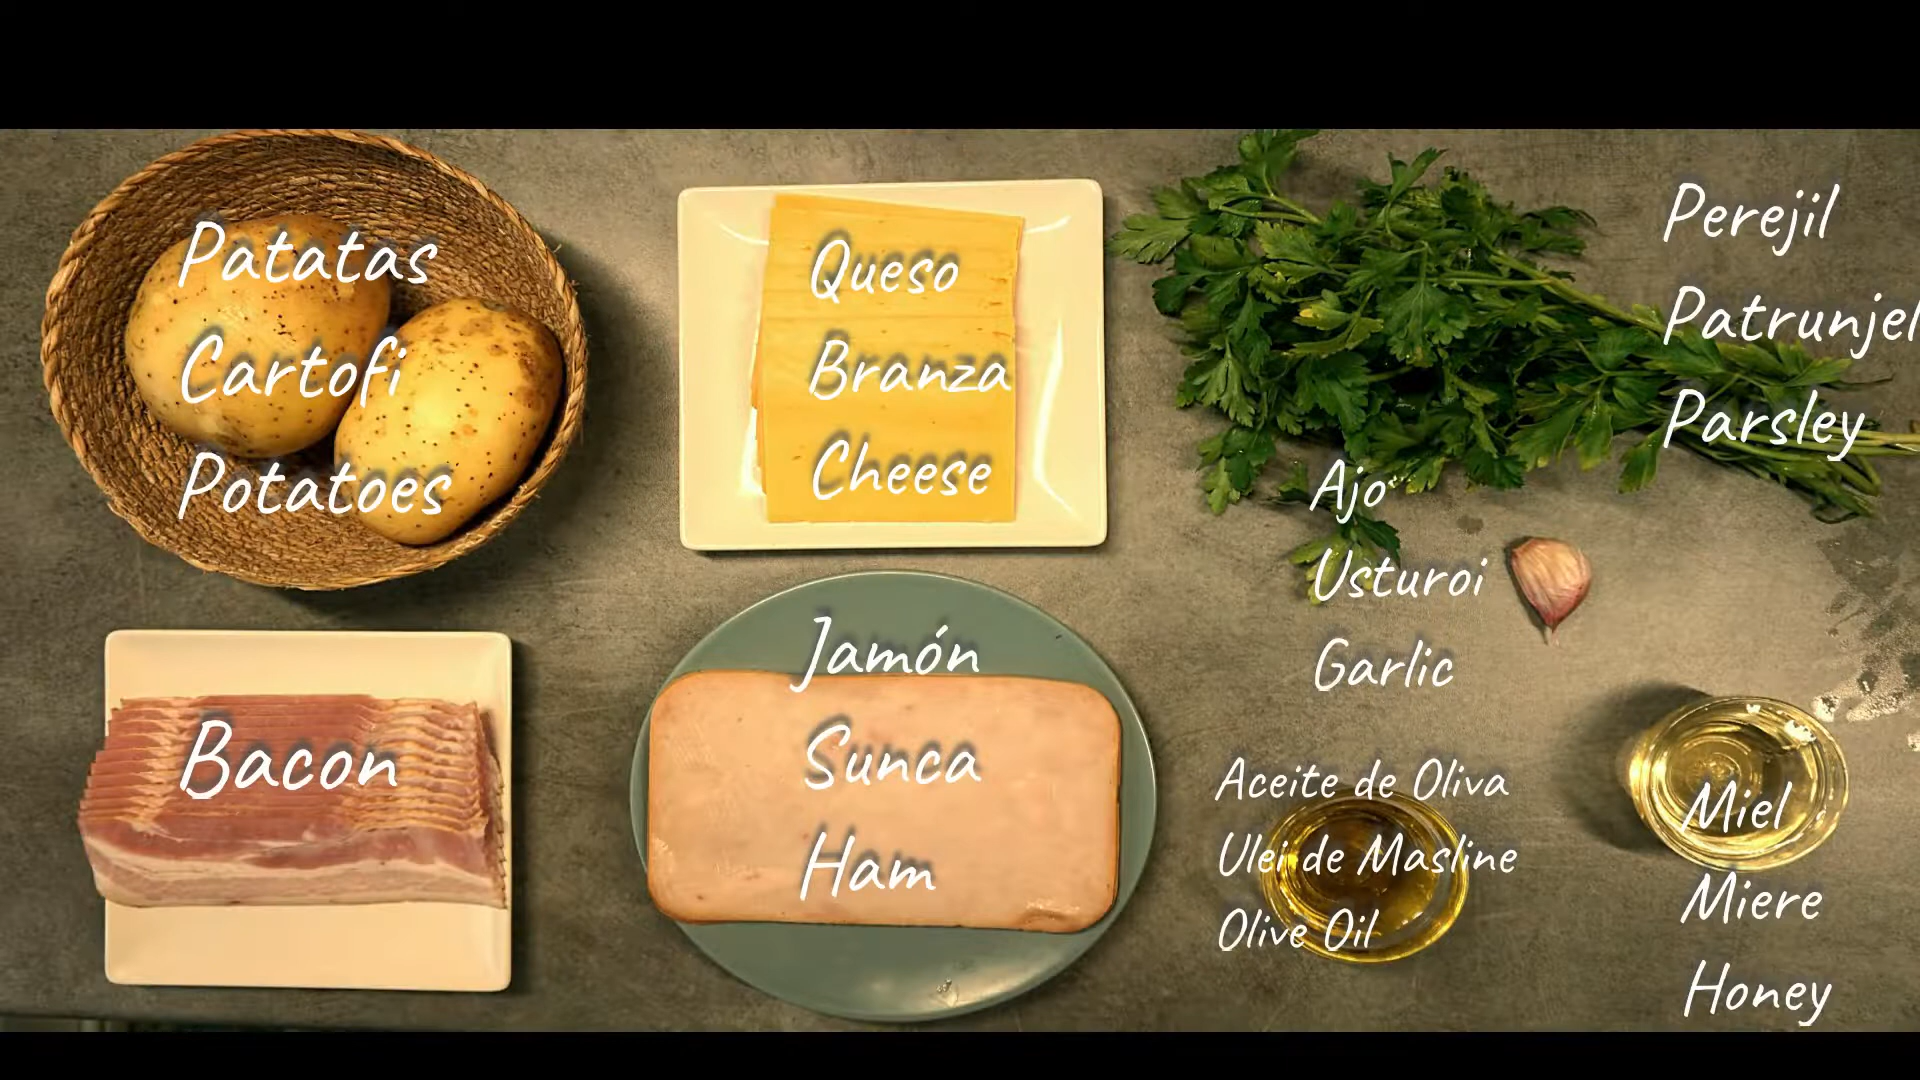 Patatas
Cartofi
Potatoes
Queso
Branza
Cheese
Perejil
Patrunjel
Parsley
Ajo
Usturoi
Garlic
Bacon
Jamón
Sunca
Ham
Aceite de Oliva
Ulei de Masline
Olive Oil
Miel
Miere
Honey